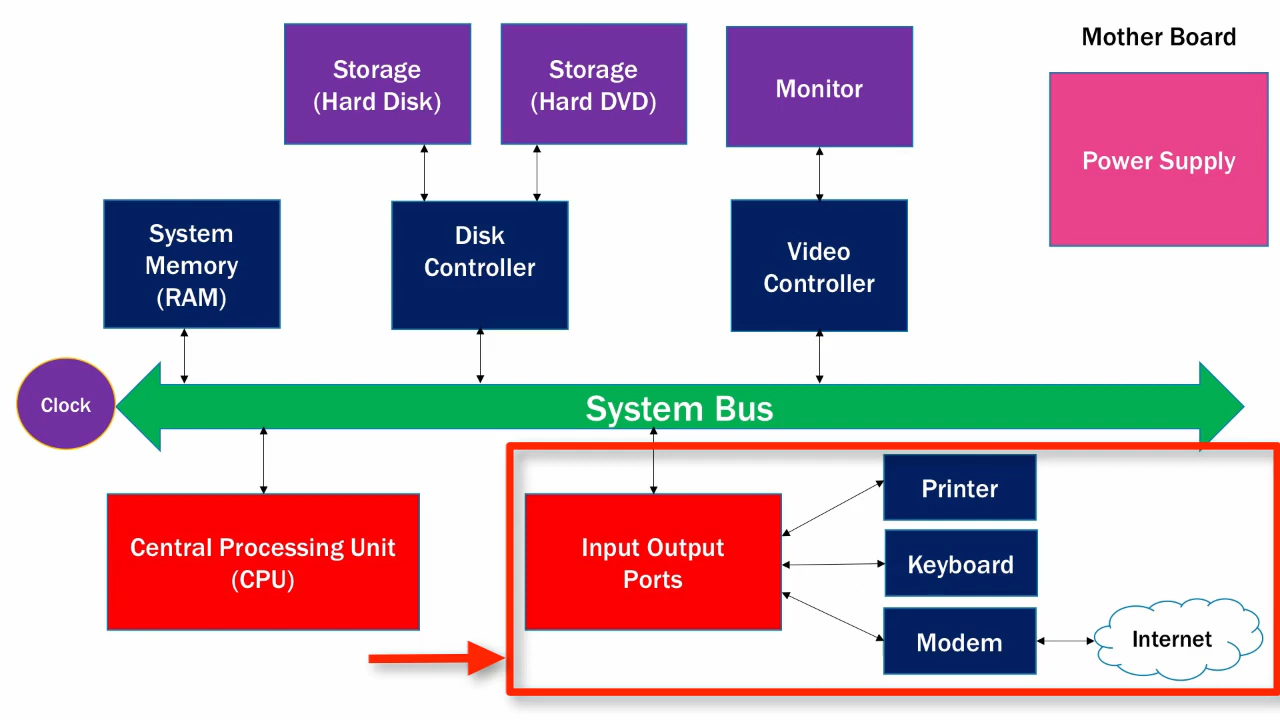 Mother Board
Storage
(Hard Disk)
Storage
(Hard DVD)
Monitor
Power Supply
System
Memory
(RAM)
Disk
Controller
Video
Controller
Clock
System Bus
Central Processing Unit
(CPU)
Input Output
Ports
Printer
Keyboard
Modem
Internet